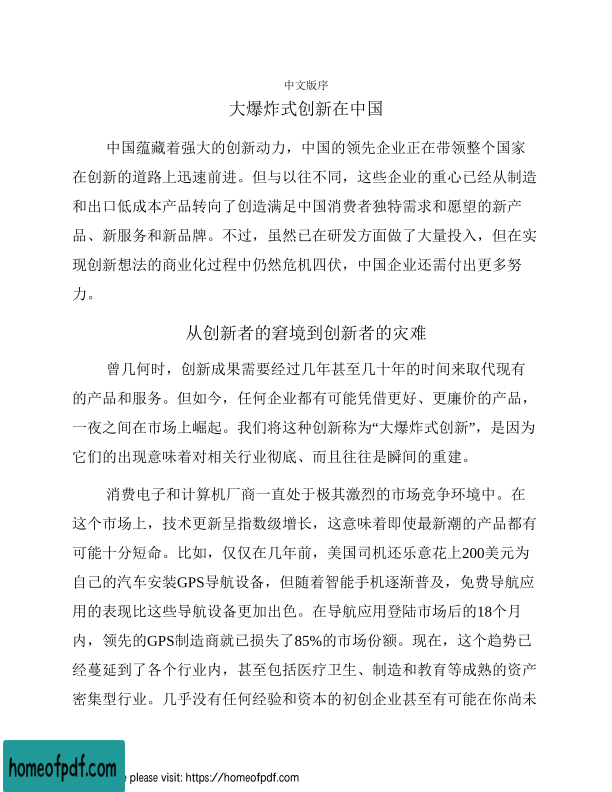 中文版序
大爆炸式创新在中国
中国蕴藏着强大的创新动力，中国的领先企业正在带领整个国家
在创新的道路上迅速前进。但与以往不同，这些企业的重心已经从制造
和出口低成本产品转向了创造满足中国消费者独特需求和愿望的新产
品、新服务和新品牌。不过，虽然已在研发方面做了大量投入，但在实
现创新想法的商业化过程中仍然危机四伏，中国企业还需付出更多努
力。
从创新者的窘境到创新者的灾难
曾几何时，创新成果需要经过几年甚至几十年的时间来取代现有
的产品和服务。但如今，任何企业都有可能凭借更好、更廉价的产品，
一夜之间在市场上崛起。我们将这种创新称为“大爆炸式创新”，是因为
它们的出现意味着对相关行业彻底、而且往往是瞬间的重建。
消费电子和计算机厂商一直处于极其激烈的市场竞争环境中。在
这个市场上，技术更新呈指数级增长，这意味着即使最新潮的产品都有
可能十分短命。比如，仅仅在几年前，美国司机还乐意花上200美元为
自己的汽车安装GPS导航设备，但随着智能手机逐渐普及，免费导航应
用的表现比这些导航设备更加出色。在导航应用登陆市场后的18个月
内，领先的GPS制造商就已损失了85%的市场份额。现在，这个趋势已
经蔓延到了各个行业内，甚至包括医疗卫生、制造和教育等成熟的资产
密集型行业。几乎没有任何经验和资本的初创企业甚至有可能在你尚未
homeofpdf.com
e please visit: https://homeofpdf.com